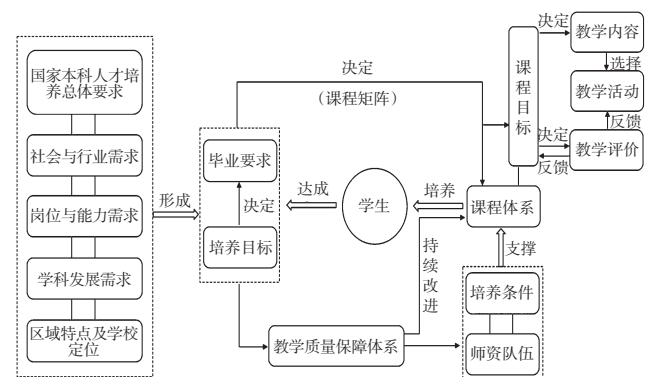 国家本科人才培
养总体要求
社会与行业需求
岗位与能力需求
学科发展需求
区域特点及学校
定位
形成
毕业要求
决定
培养目标
决定
（课程矩阵）
达成
学生
培养
课程体系
持
续
改
进
教学质量保障体系
支撑
培养条件
师资队伍
课
程
目
标
决定
教学内容
选择
教学活动
反馈
决定
教学评价
反馈